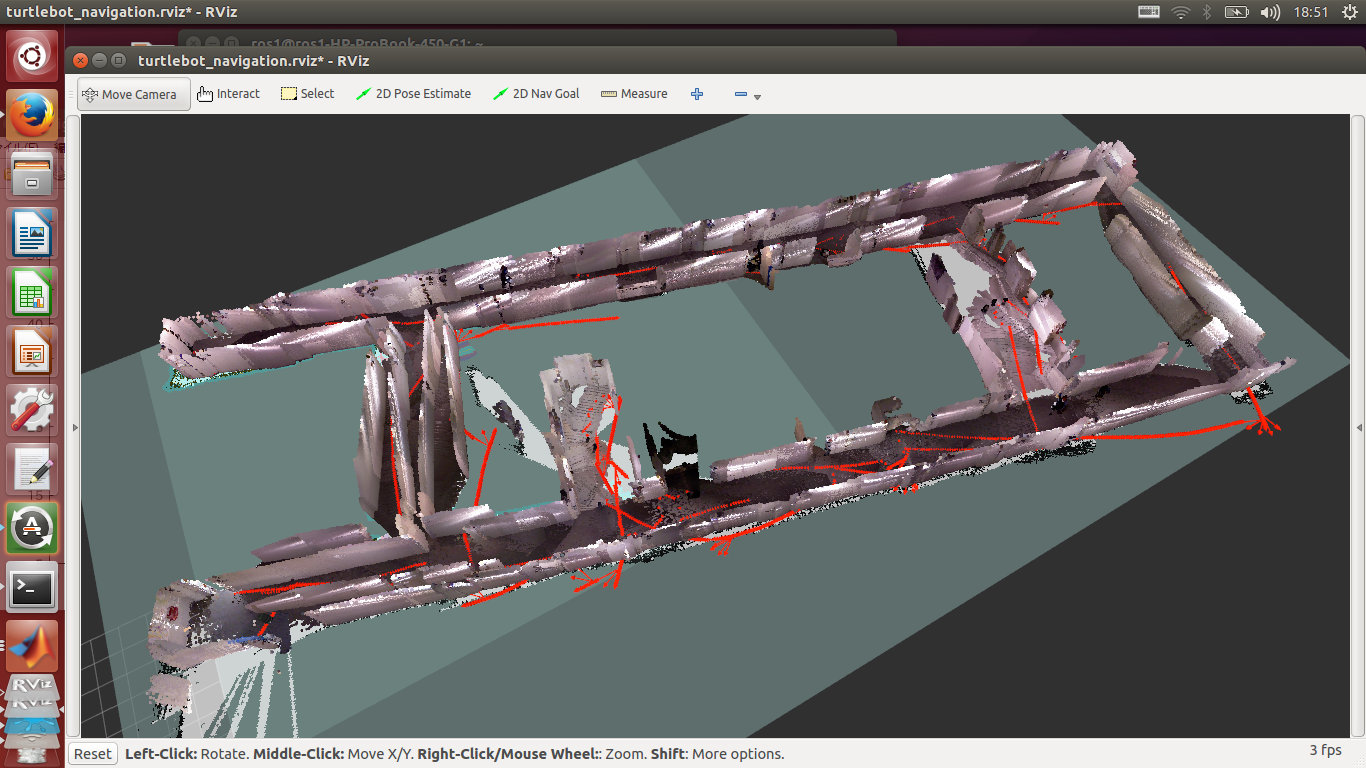 turtlebot_navigation.rviz* - RViz
18:51
ros1@ros1-HP-ProBook-450-G1: ~
turtlebot_navigation.rviz* - RViz
Move Camera Interact Select 2D Pose Estimate 2D Nav Goal Measure
40
15
RViz
RViz
Reset Left-Click: Rotate. Middle-Click: Move X/Y. Right-Click/Mouse Wheel:: Zoom. Shift: More options. 3 fps